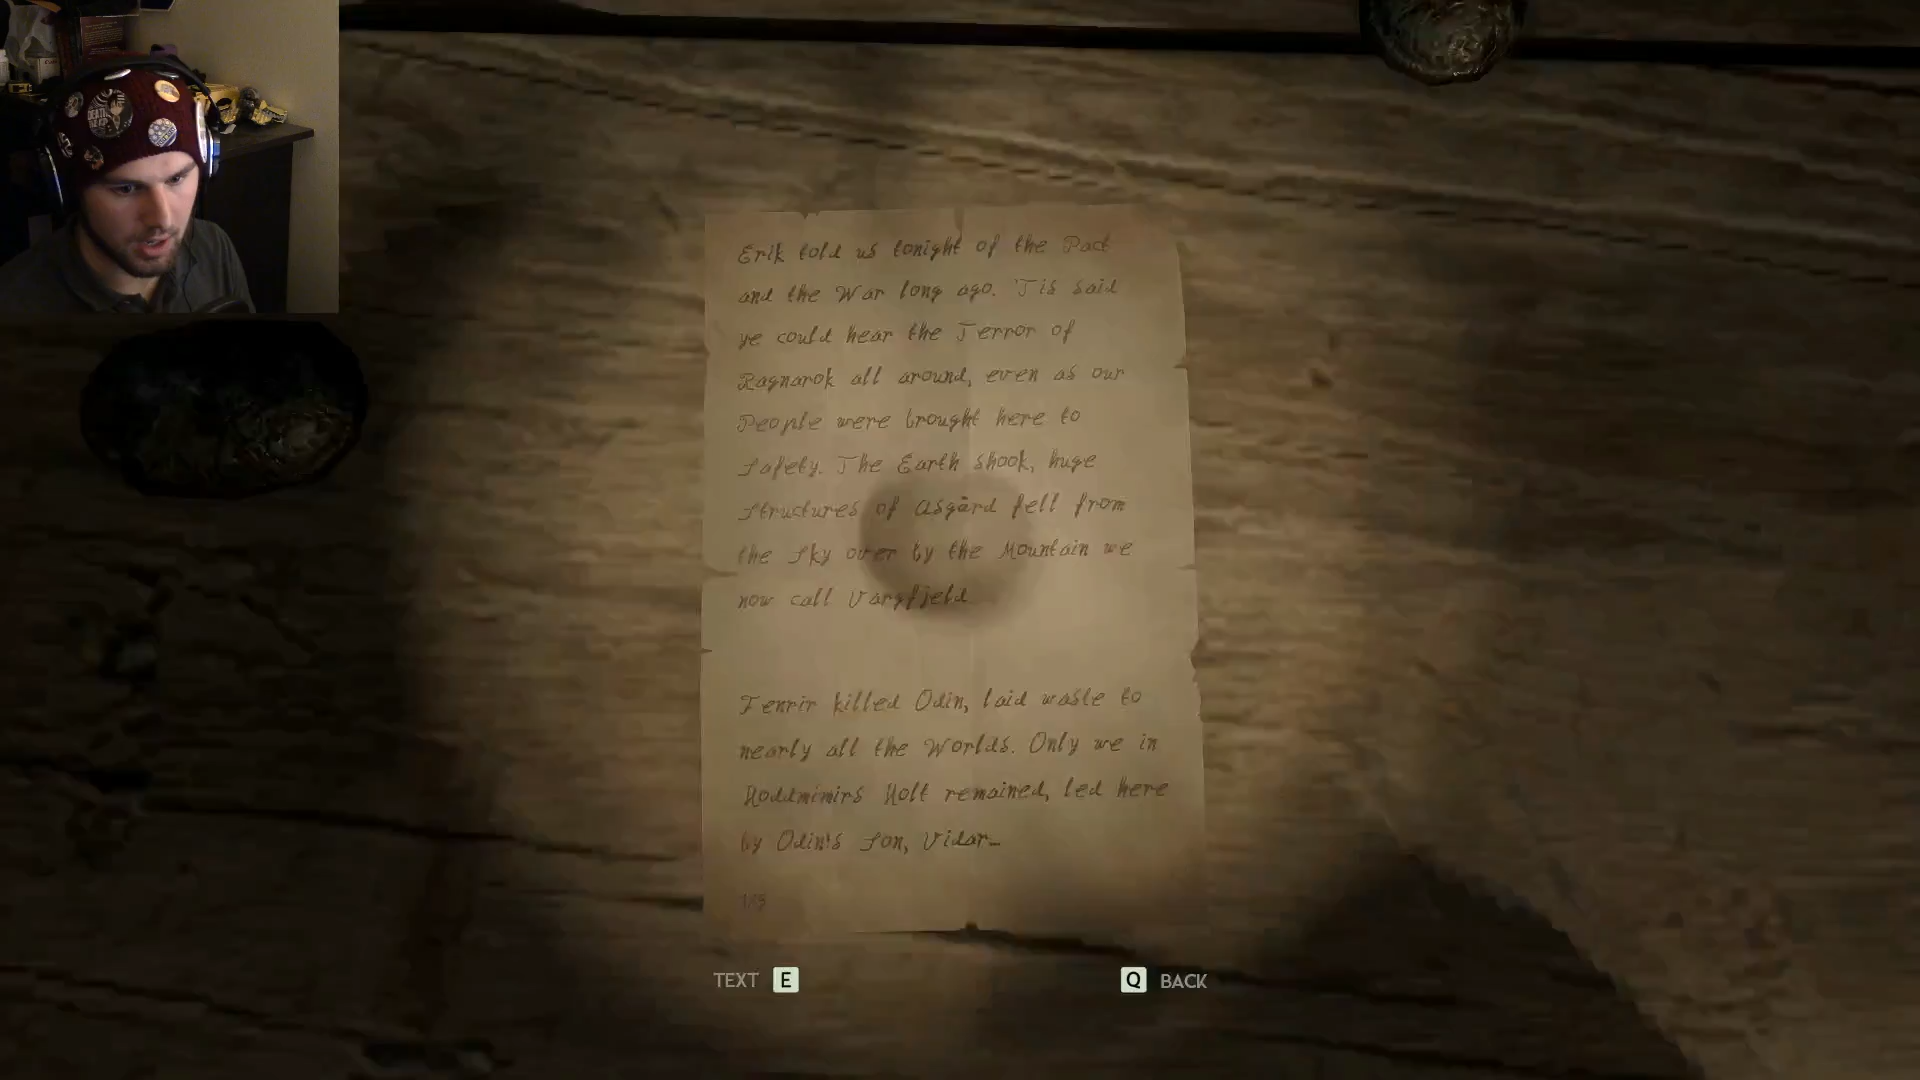 Erik told us tonight of the Pact
and the War long ago. 'Tis said
ye could hear the Terror of
Ragnarok all around, even as our
People were brought here to
Safety. The Earth shook, huge
Structures of Asgård fell from
the Sky over by the Mountain we
now call Vargfjeld
Fenrir killed Odin, laid waste to
nearly all the Worlds. Only we in
Hoddmimirs Holt remained, led here
by Odin's Son, Vidar...
TEXT E
Q BACK